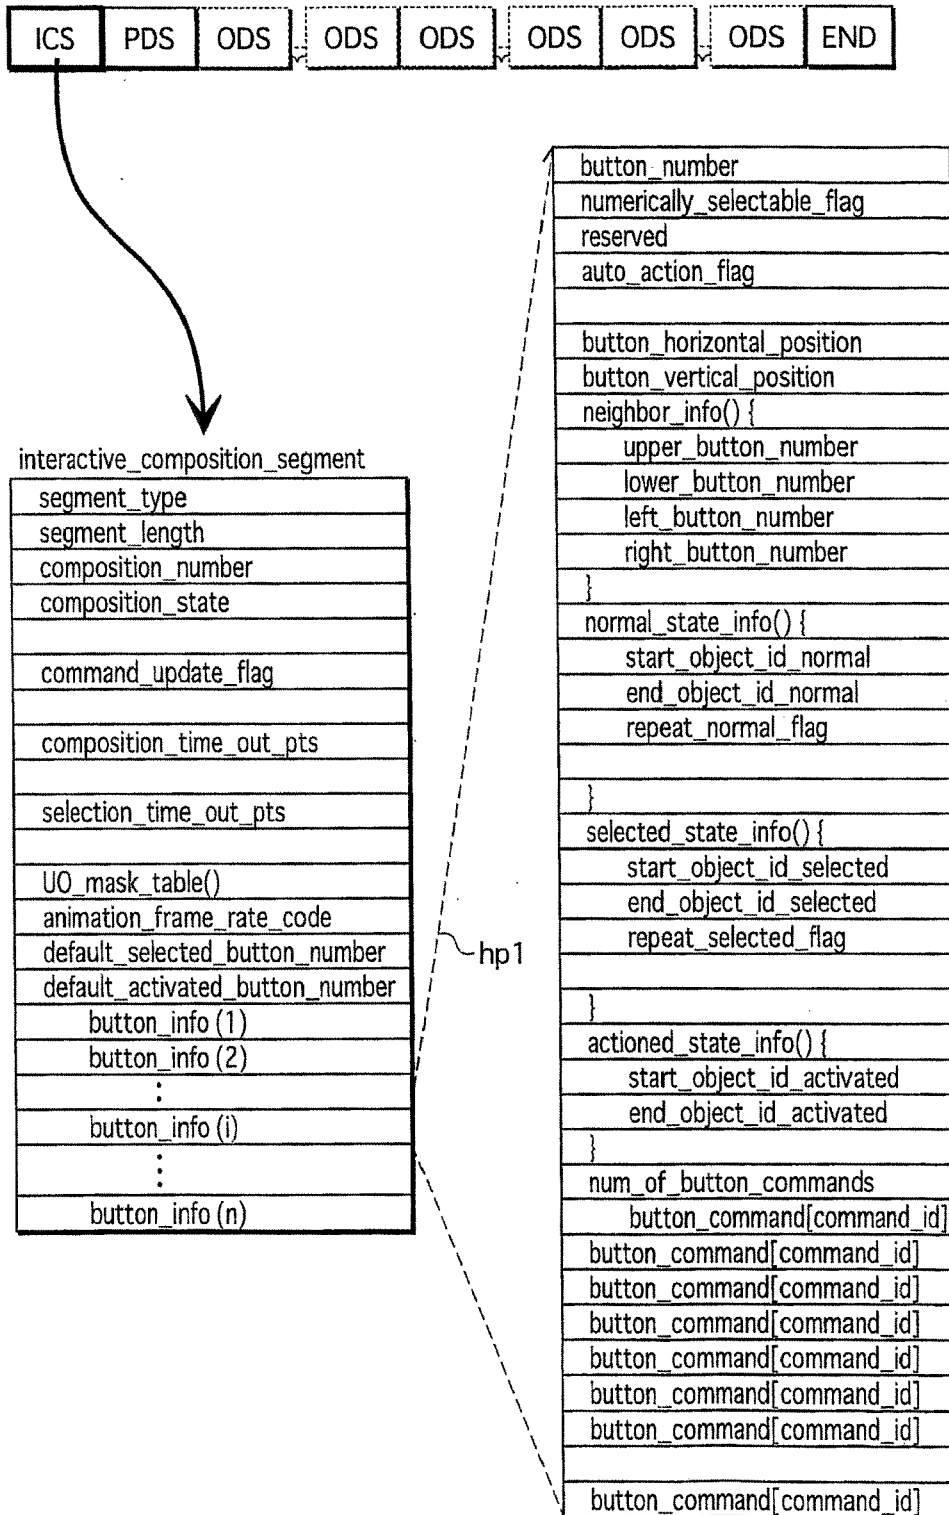 ICS PDS ODS ODS ODS ODS ODS ODS END
interactive_composition_segment
segment_type
segment_length
composition_number
composition_state
command_update_flag
composition_time_out_pts
selection_time_out_pts
UO_mask_table()
animation_frame_rate_code
default_selected_button_number
default_activated_button_number
button_info (1)
button_info (2)
⋮
button_info (i)
⋮
button_info (n)
hp1
button_number
numerically_selectable_flag
reserved
auto_action_flag
button_horizontal_position
button_vertical_position
neighbor_info() {
upper_button_number
lower_button_number
left_button_number
right_button_number
}
normal_state_info() {
start_object_id_normal
end_object_id_normal
repeat_normal_flag
}
selected_state_info() {
start_object_id_selected
end_object_id_selected
repeat_selected_flag
}
actioned_state_info() {
start_object_id_activated
end_object_id_activated
}
num_of_button_commands
button_command[command_id]
button_command[command_id]
button_command[command_id]
button_command[command_id]
button_command[command_id]
button_command[command_id]
button_command[command_id]
button_command[command_id]